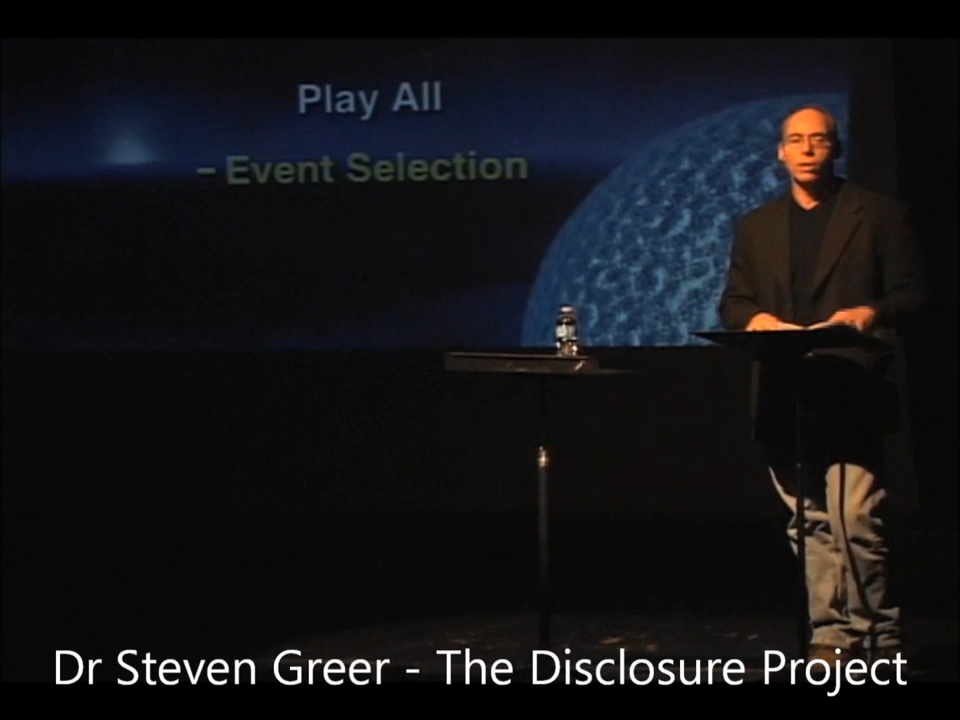 Play All
– Event Selection
Dr Steven Greer - The Disclosure Project